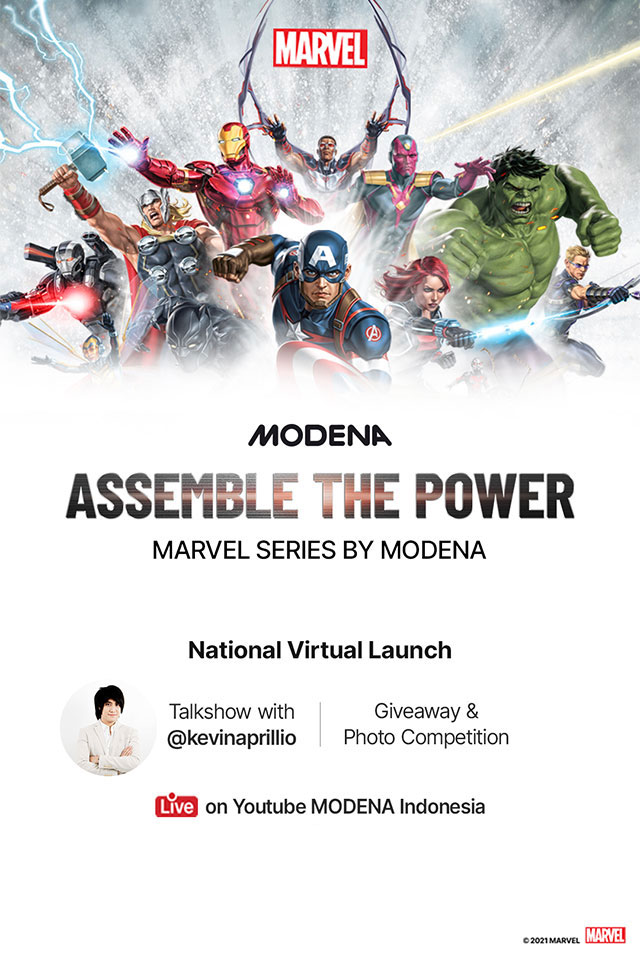 MARVEL
A
MODENA
ASSEMBLE THE POWER
MARVEL SERIES BY MODENA
National Virtual Launch
Talkshow with
@kevinaprillio
Giveaway &
Photo Competition
Live on Youtube MODENA Indonesia
© 2021 MARVEL MARVEL